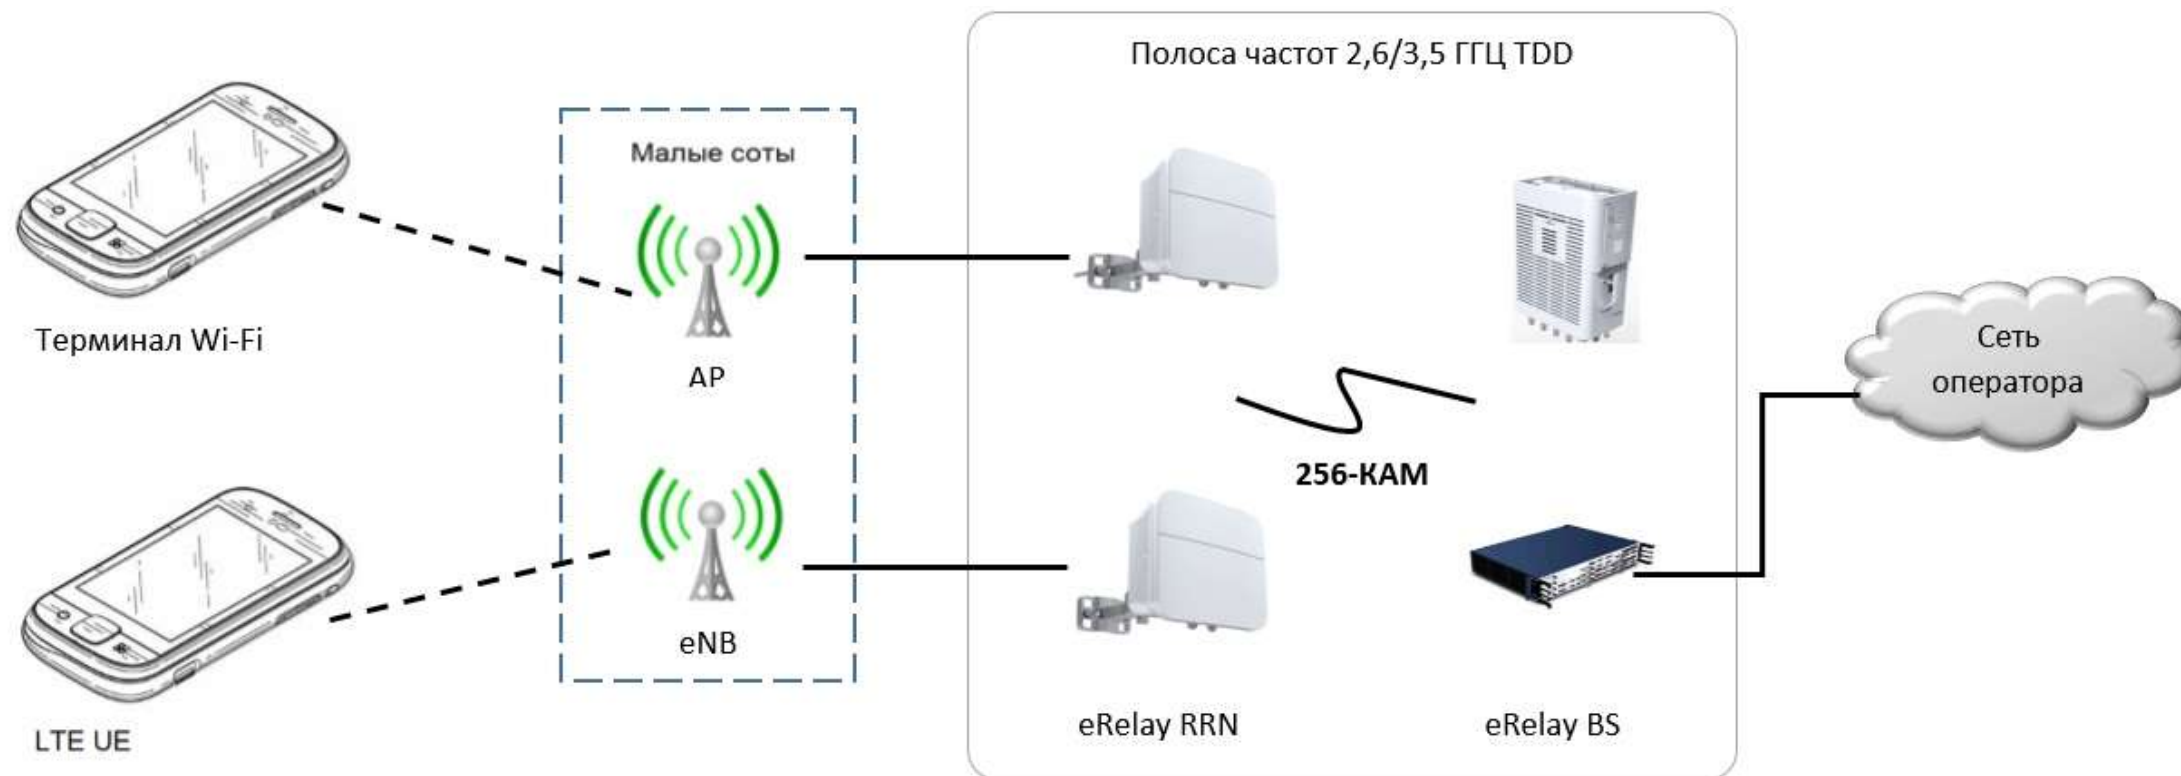 Полоса частот 2,6/3,5 ГГЦ TDD
Малые соты
Терминал Wi-Fi
AP
Сеть
оператора
256-КАМ
eNB
LTE UE
eRelay RRN
eRelay BS